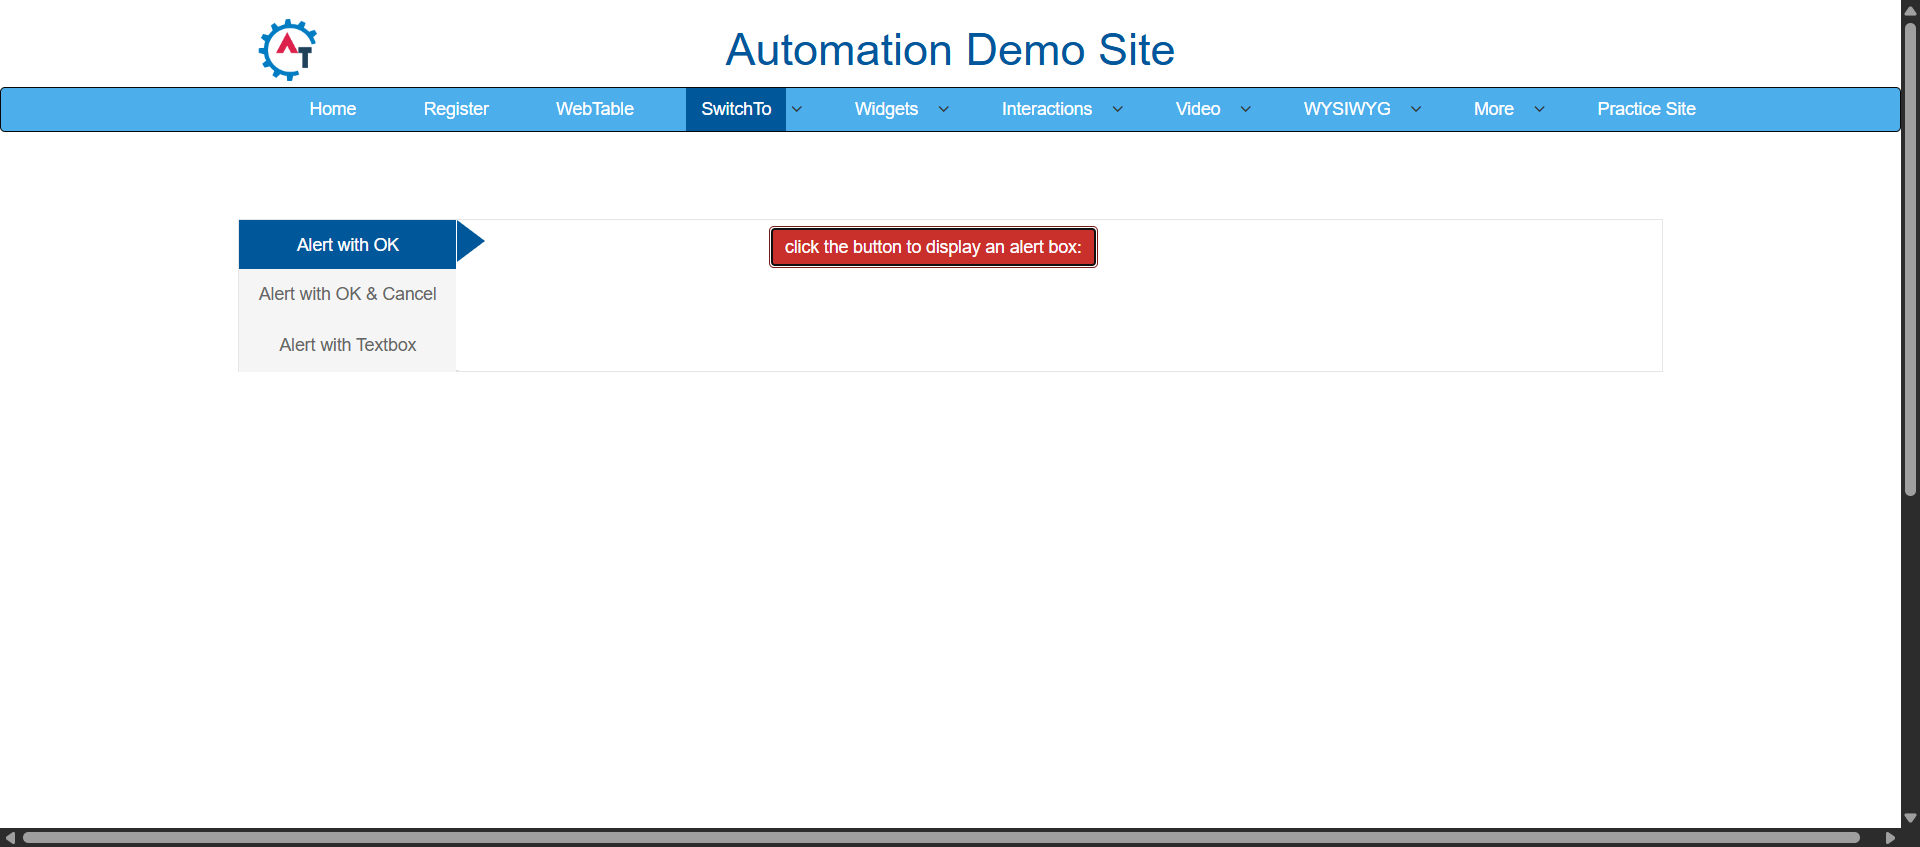 AT
Automation Demo Site
Home Register WebTable SwitchTo Widgets Interactions Video WYSIWYG More Practice Site
Alert with OK
click the button to display an alert box:
Alert with OK & Cancel
Alert with Textbox